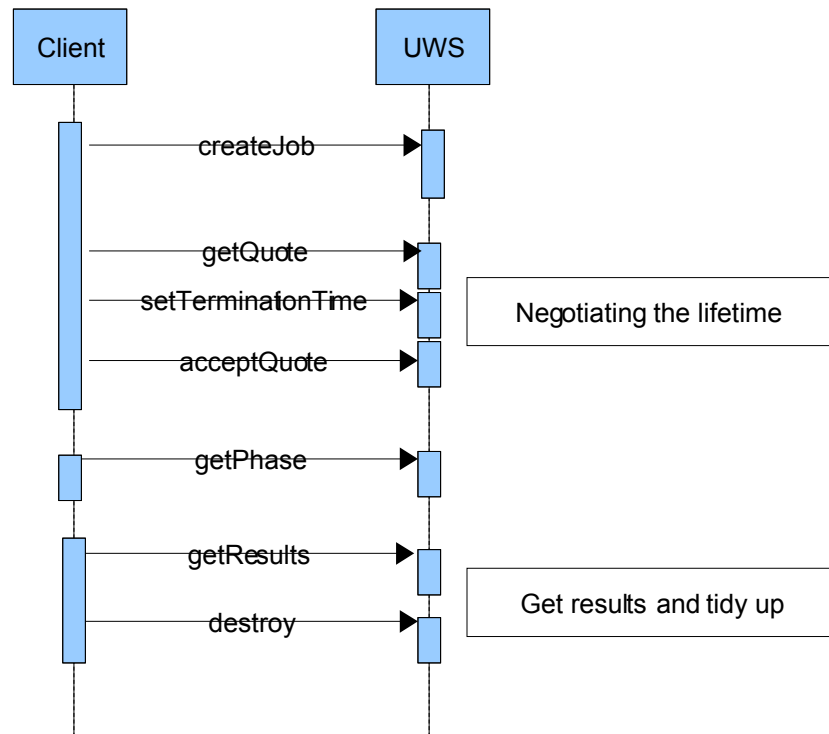 Client
UWS
createJob
getQuote
setTerminationTime
Negotiating the lifetime
acceptQuote
getPhase
getResults
Get results and tidy up
destroy